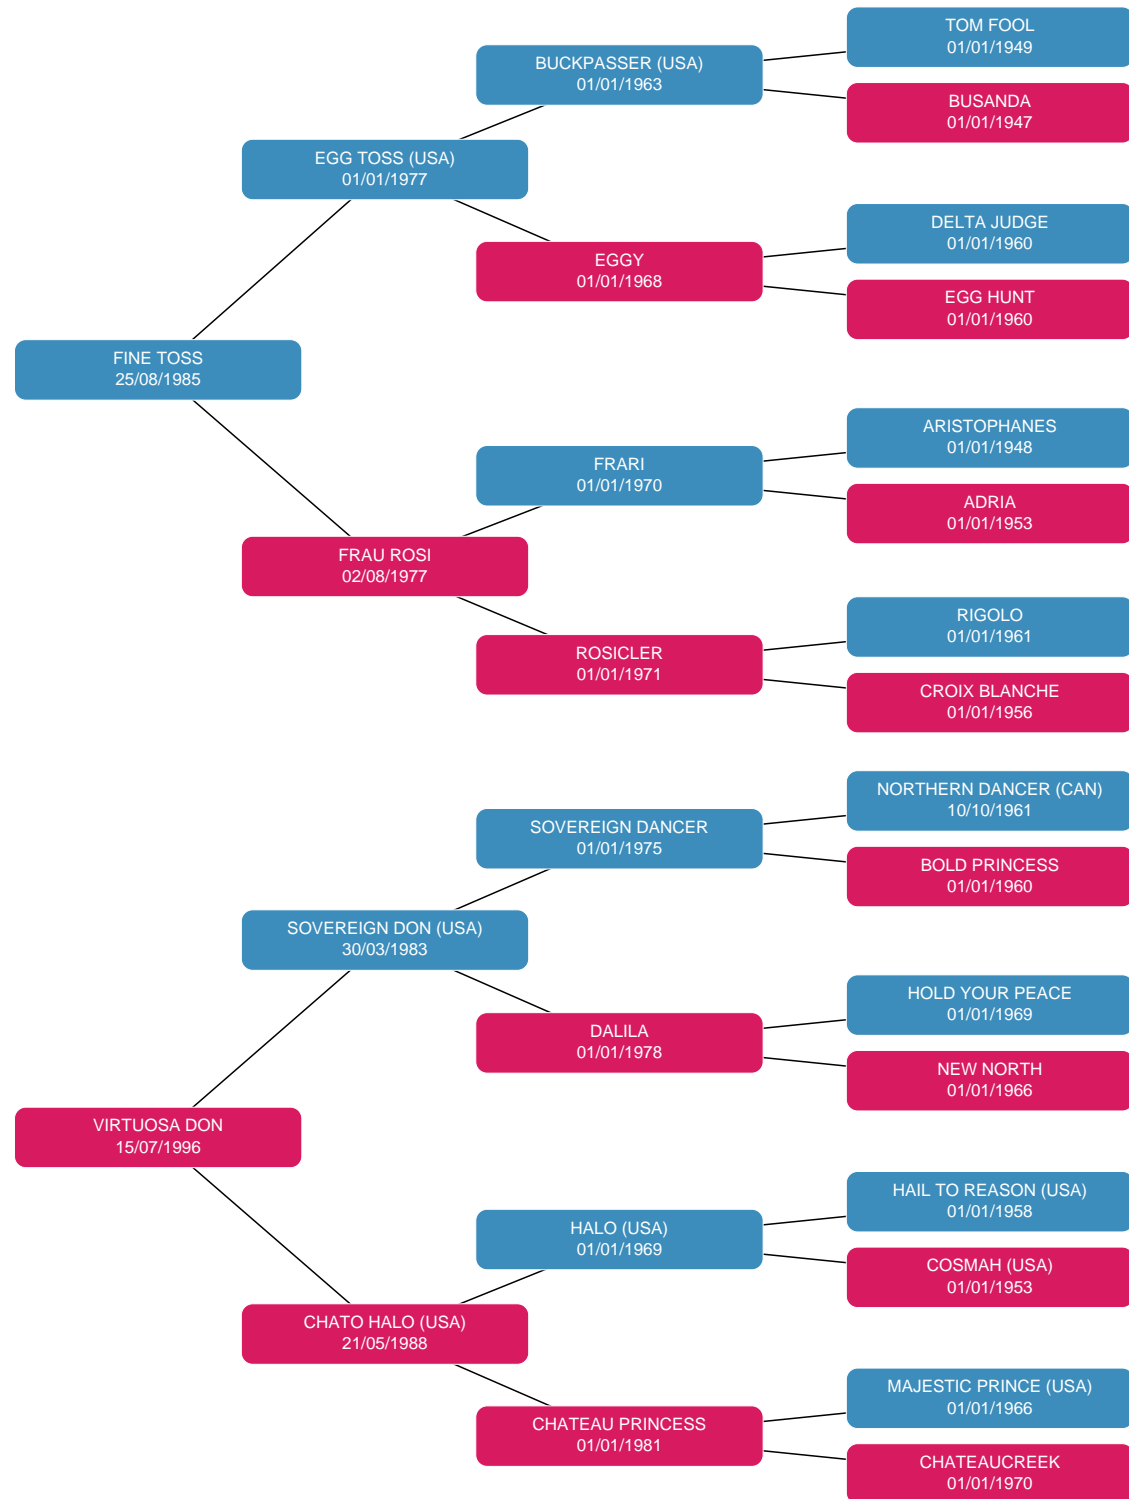 TOM FOOL
01/01/1949
BUCKPASSER (USA)
01/01/1963
BUSANDA
01/01/1947
EGG TOSS (USA)
01/01/1977
DELTA JUDGE
01/01/1960
EGGY
01/01/1968
EGG HUNT
01/01/1960
FINE TOSS
25/08/1985
ARISTOPHANES
01/01/1948
FRARI
01/01/1970
ADRIA
01/01/1953
FRAU ROSI
02/08/1977
RIGOLO
01/01/1961
ROSICLER
01/01/1971
CROIX BLANCHE
01/01/1956
NORTHERN DANCER (CAN)
10/10/1961
SOVEREIGN DANCER
01/01/1975
BOLD PRINCESS
01/01/1960
SOVEREIGN DON (USA)
30/03/1983
HOLD YOUR PEACE
01/01/1969
DALILA
01/01/1978
NEW NORTH
01/01/1966
VIRTUOSA DON
15/07/1996
HAIL TO REASON (USA)
01/01/1958
HALO (USA)
01/01/1969
COSMAH (USA)
01/01/1953
CHATO HALO (USA)
21/05/1988
MAJESTIC PRINCE (USA)
01/01/1966
CHATEAU PRINCESS
01/01/1981
CHATEAUCREEK
01/01/1970